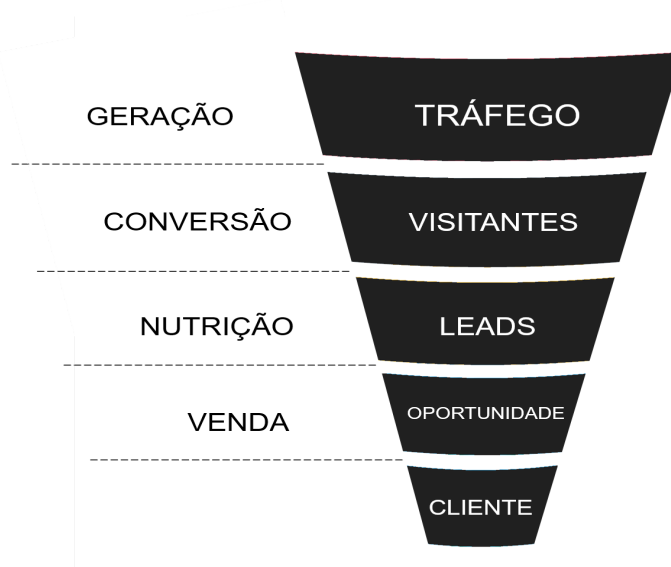 GERAÇÃO
TRÁFEGO
CONVERSÃO
VISITANTES
NUTRIÇÃO
LEADS
VENDA
OPORTUNIDADE
CLIENTE